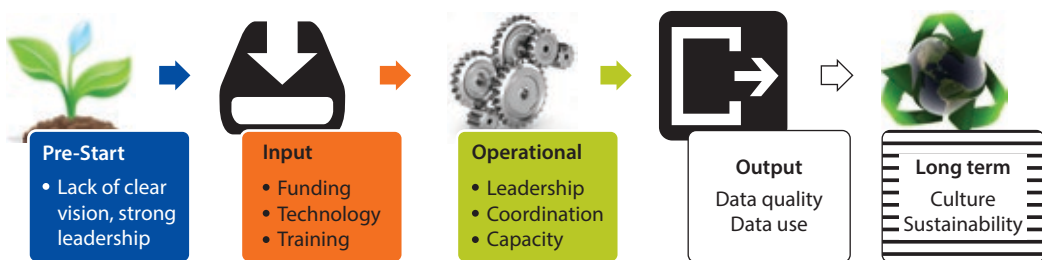 Pre-Start
• Lack of clear
vision, strong
leadership
Input
• Funding
• Technology
• Training
Operational
• Leadership
• Coordination
• Capacity
Output
Data quality
Data use
Long term
Culture
Sustainability